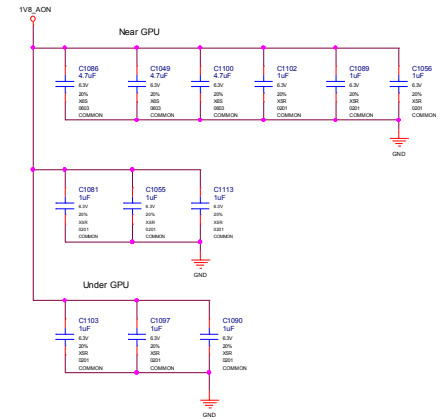 1V8_AON
Near GPU
C1086 C1049 C1100 C1102 C1089 C1056
4.7uF 4.7uF 4.7uF 1uF 1uF 1uF
6.3V 6.3V 6.3V 6.3V 6.3V 6.3V
20% 20% 20% 20% 20% 20%
X6S X6S X6S X5R X5R X5R
0603 0603 0603 0201 0201 0201
COMMON COMMON COMMON COMMON COMMON COMMON
GND
C1081 C1055 C1113
1uF 1uF 1uF
6.3V 6.3V 6.3V
20% 20% 20%
X5R X5R X5R
0201 0201 0201
COMMON COMMON COMMON
GND
Under GPU
C1103 C1097 C1090
1uF 1uF 1uF
6.3V 6.3V 6.3V
20% 20% 20%
X5R X5R X5R
0201 0201 0201
COMMON COMMON COMMON
GND